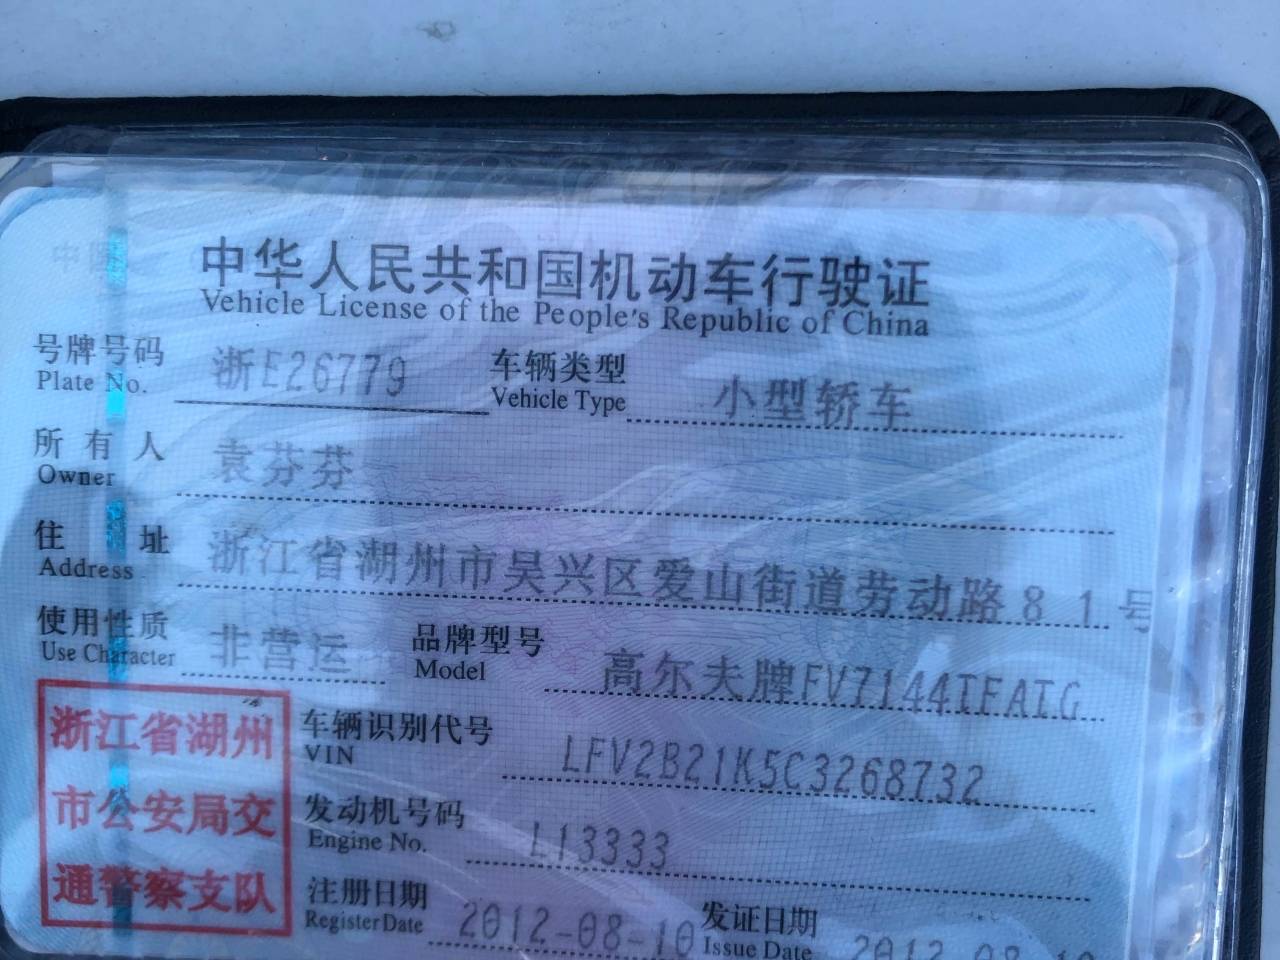 中华人民共和国机动车行驶证
Vehicle License of the People's Republic of China
号牌号码 浙E26779 车辆类型 小型轿车
Plate No. Vehicle Type
所有人 袁芬芬
Owner
住址 浙江省湖州市吴兴区爱山街道劳动路81号
Address
使用性质 非营运 品牌型号 高尔夫牌FV7144TFATG
Use Character Model
浙江省湖州
市公安局交
通警察支队
车辆识别代号 LFV2B21K5C3268732
VIN
发动机号码 L13333
Engine No.
注册日期 2012-08-10 发证日期 2012-08-10
Register Date Issue Date